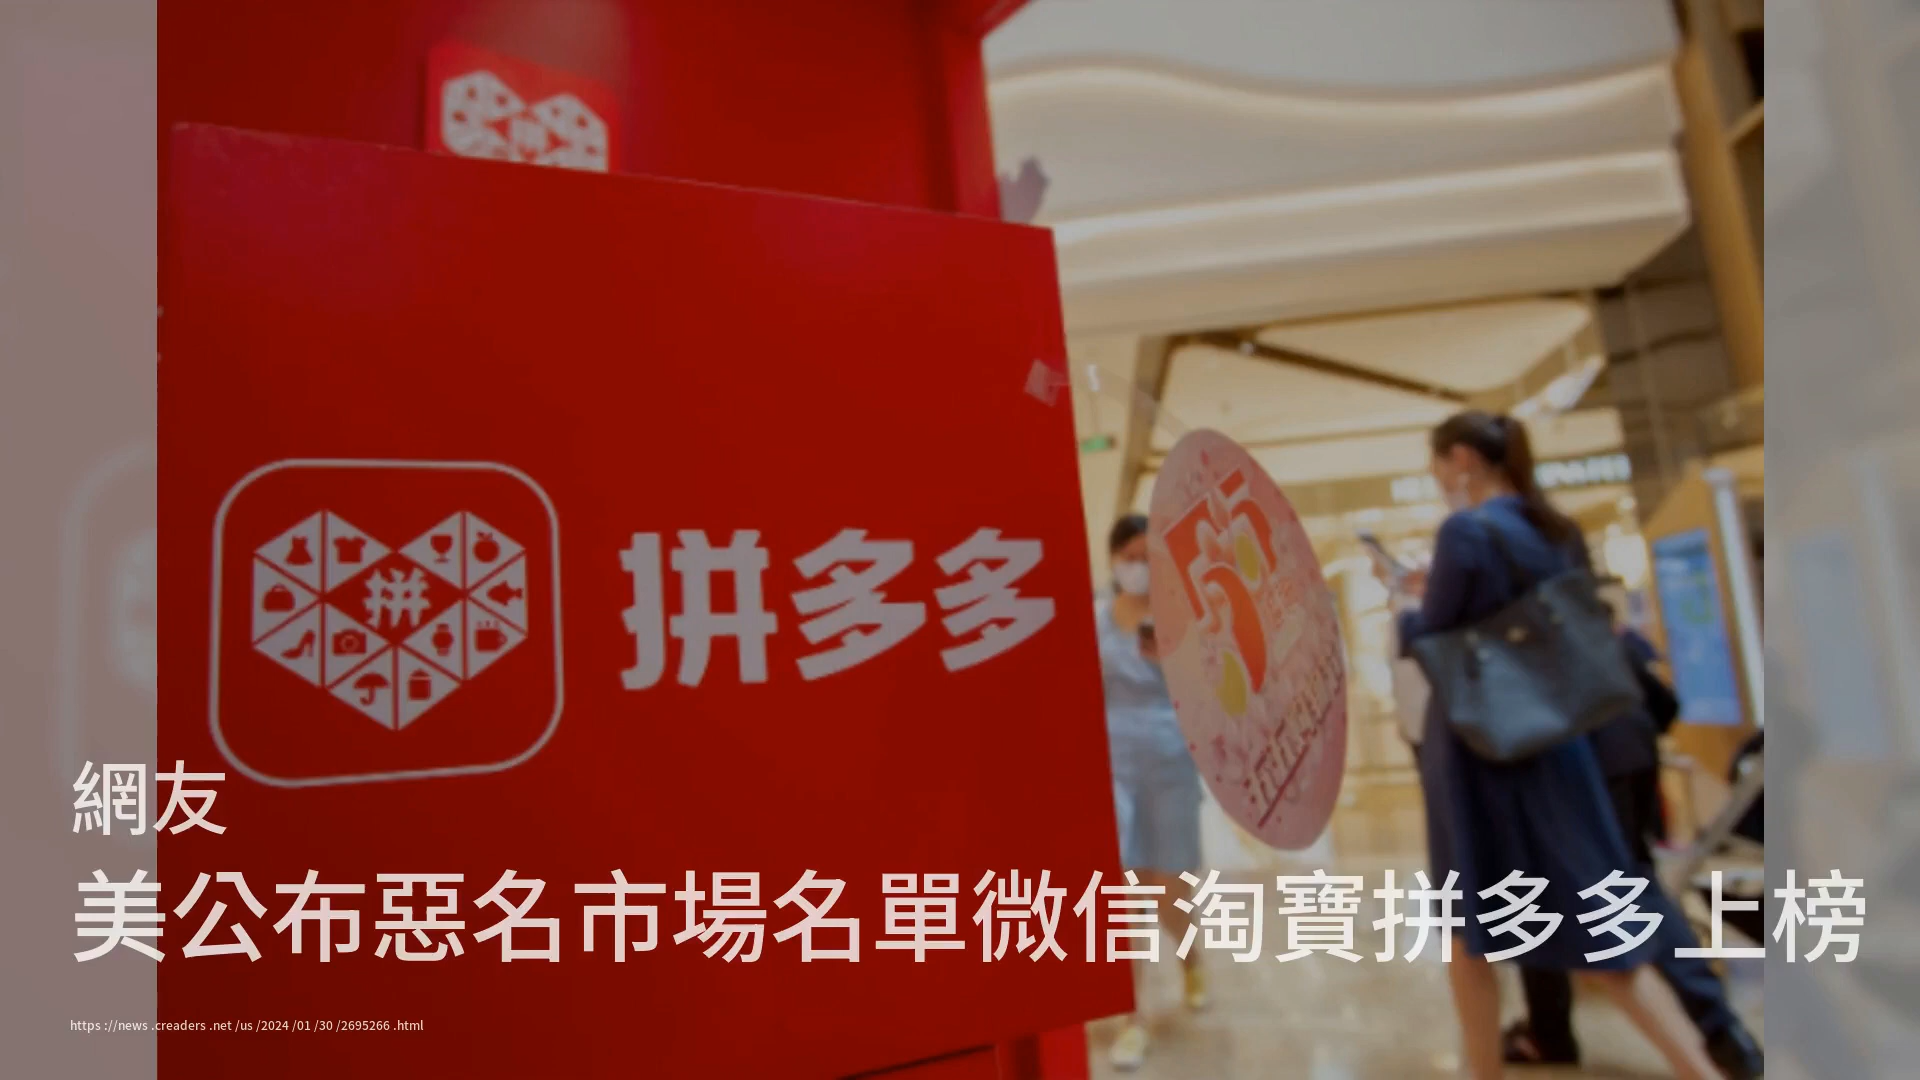 拼
拼多多
網友
美公布惡名市場名單微信淘寶拼多多上榜
https ://news .creaders .net /us /2024 /01 /30 /2695266 .html